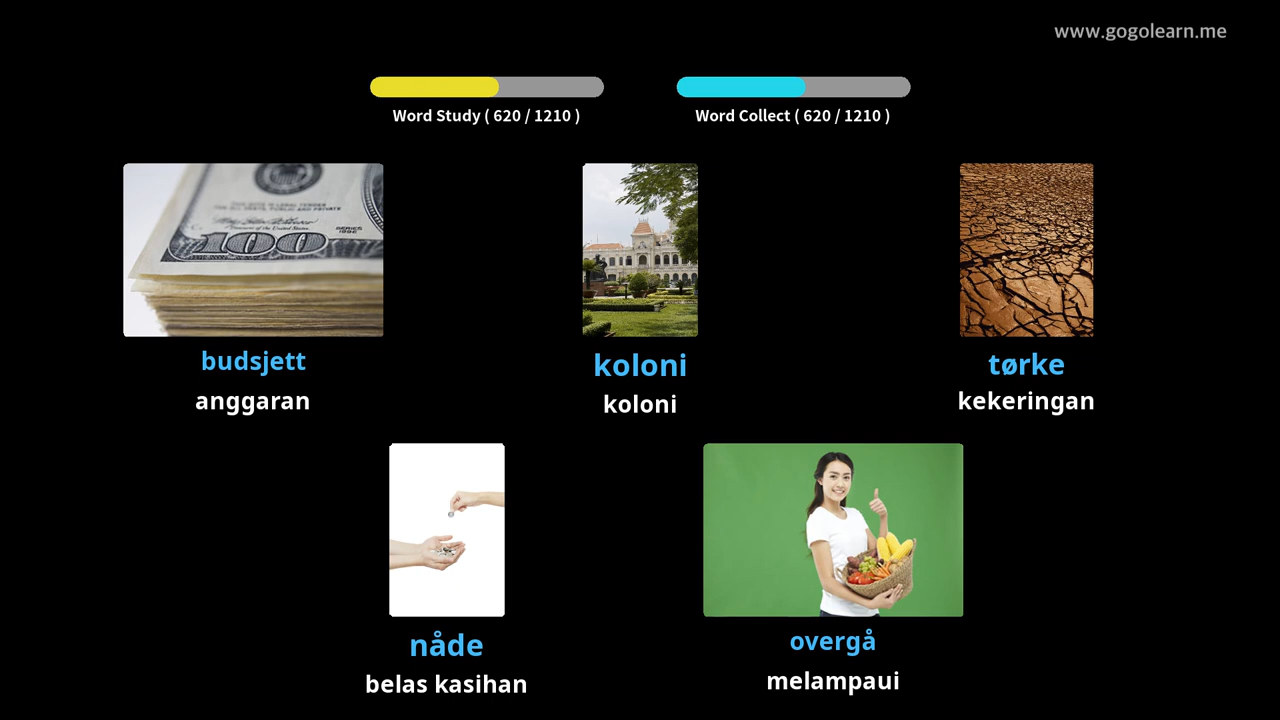 www.gogolearn.me
Word Study ( 620 / 1210 )
Word Collect ( 620 / 1210 )
100
budsjett
anggaran
koloni
koloni
tørke
kekeringan
nåde
belas kasihan
overgå
melampaui